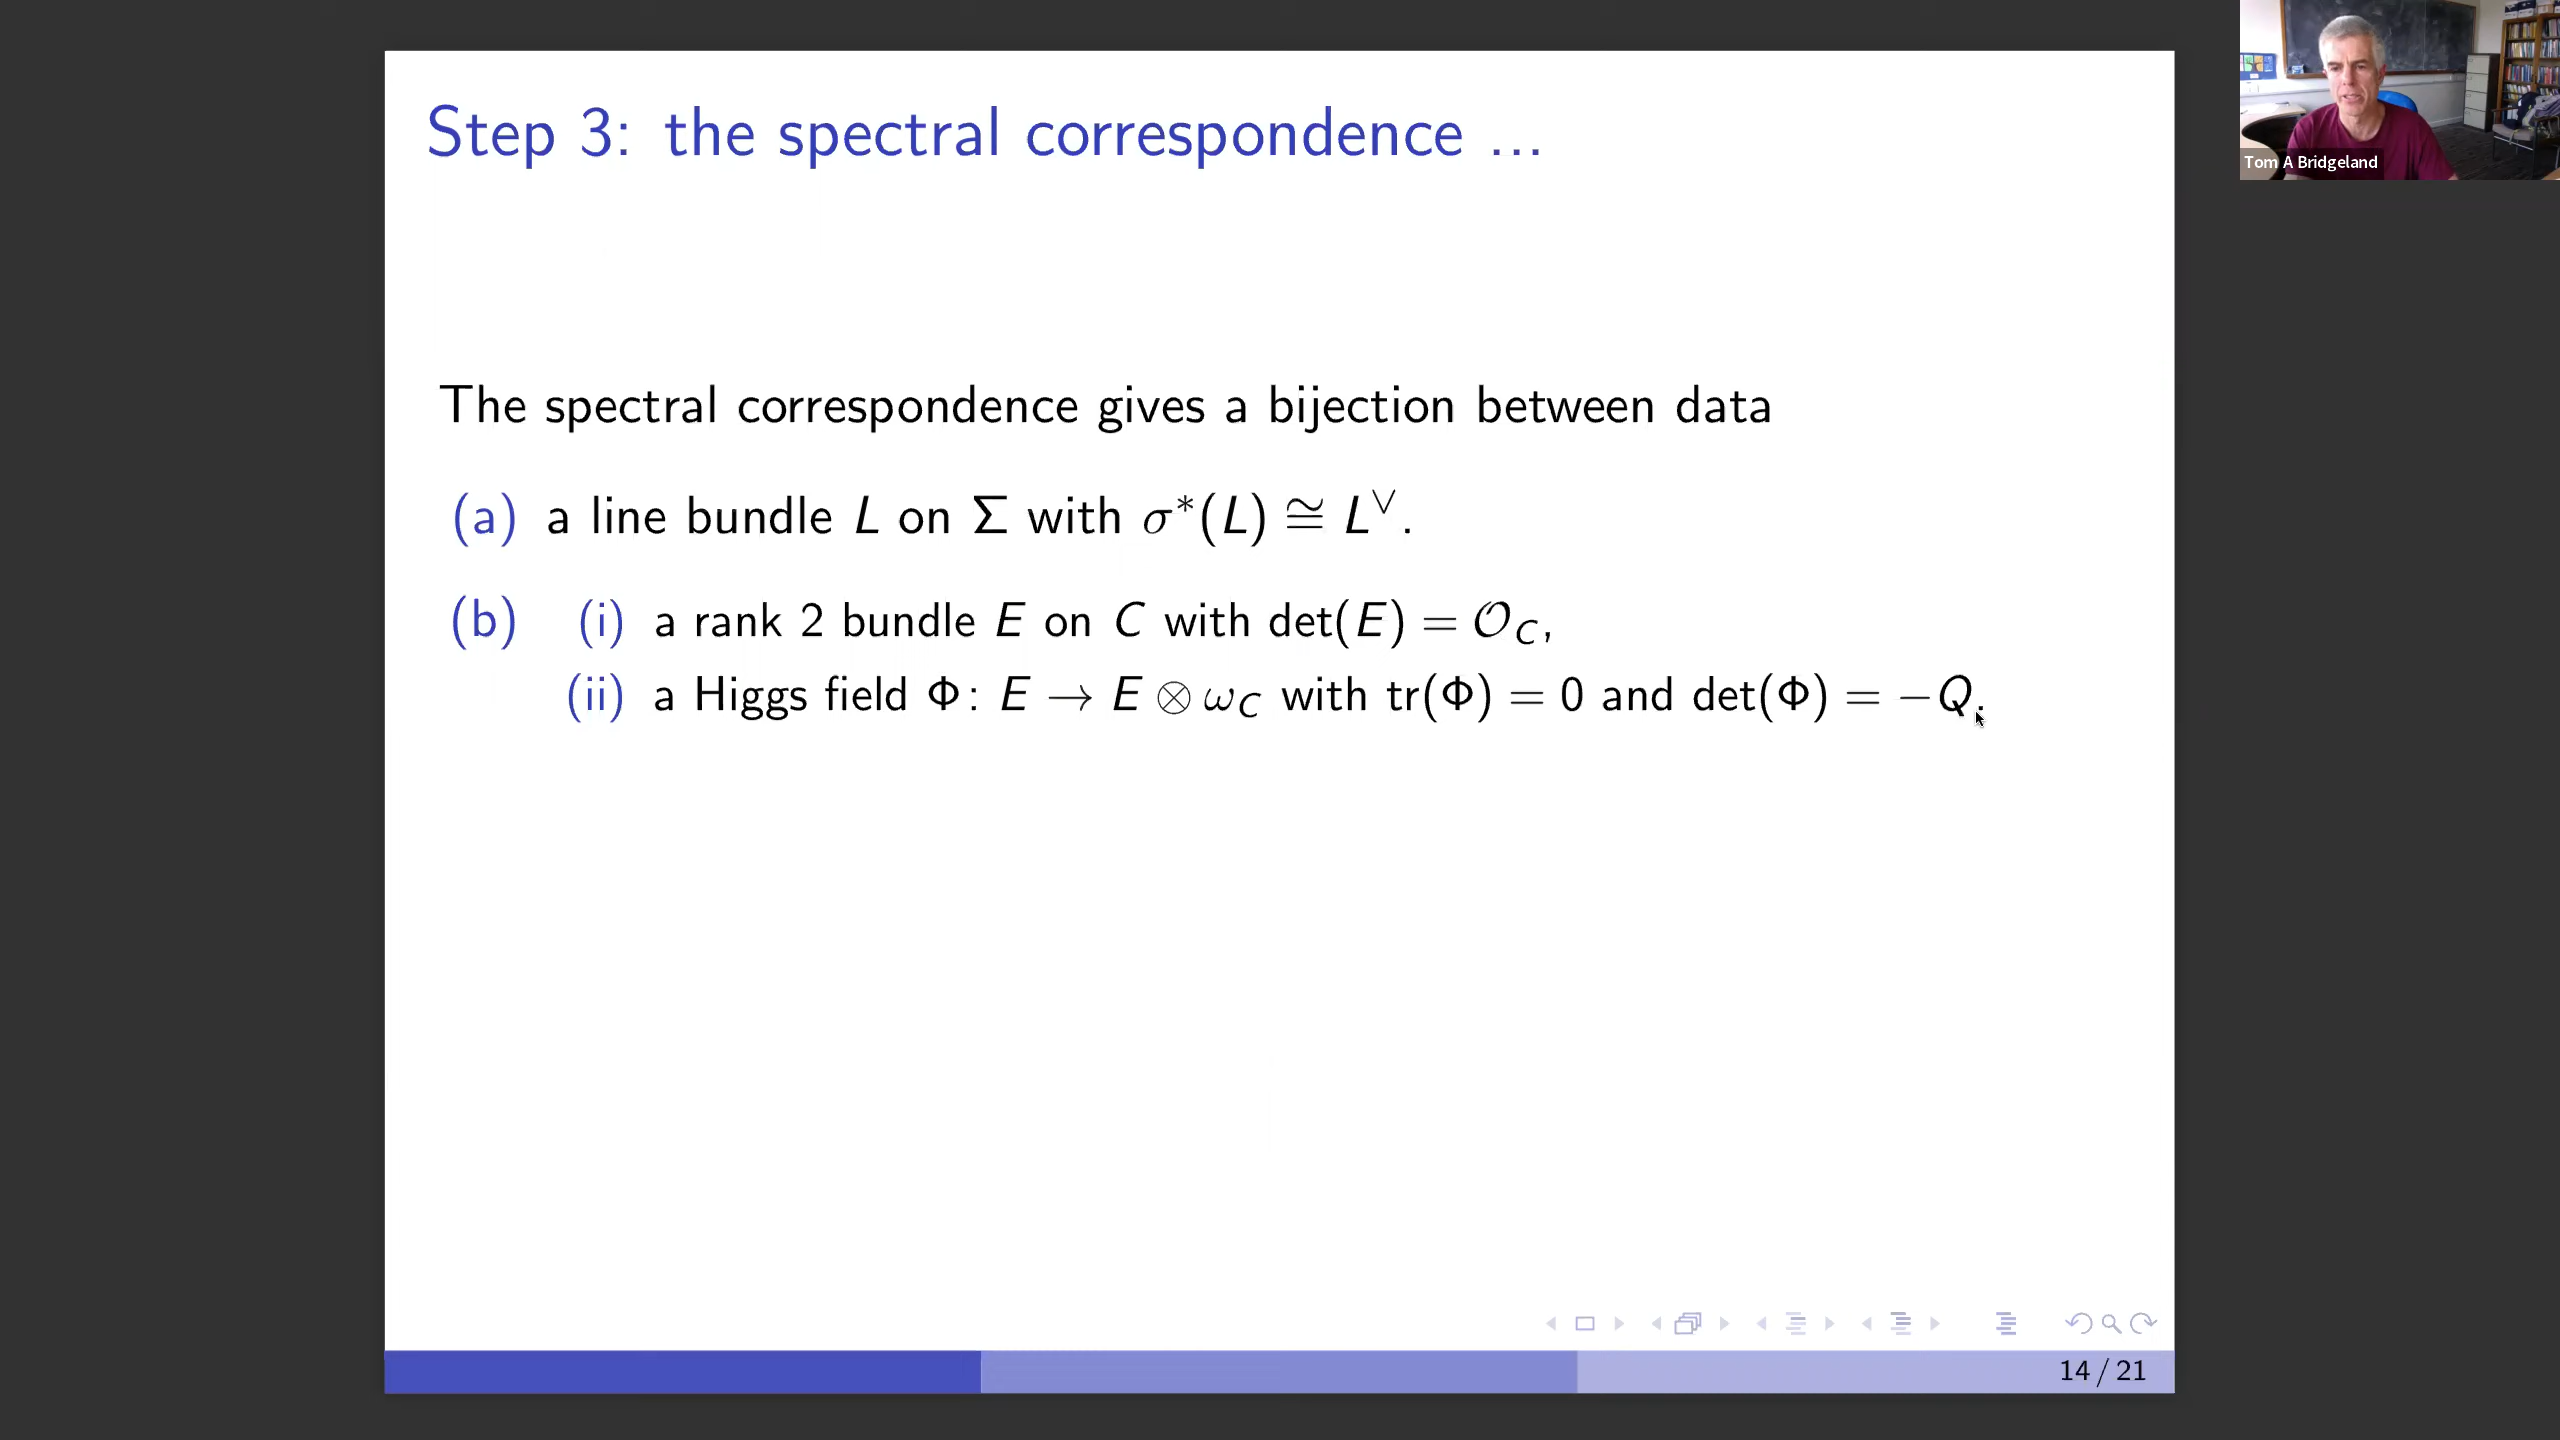 Step 3: the spectral correspondence ...
Tom A Bridgeland
The spectral correspondence gives a bijection between data
(a) a line bundle L on Σ with σ*(L) ≅ L^∨.
(b) (i) a rank 2 bundle E on C with det(E) = 𝒪_C,
(ii) a Higgs field Φ: E → E ⊗ ω_C with tr(Φ) = 0 and det(Φ) = −Q.
14 / 21